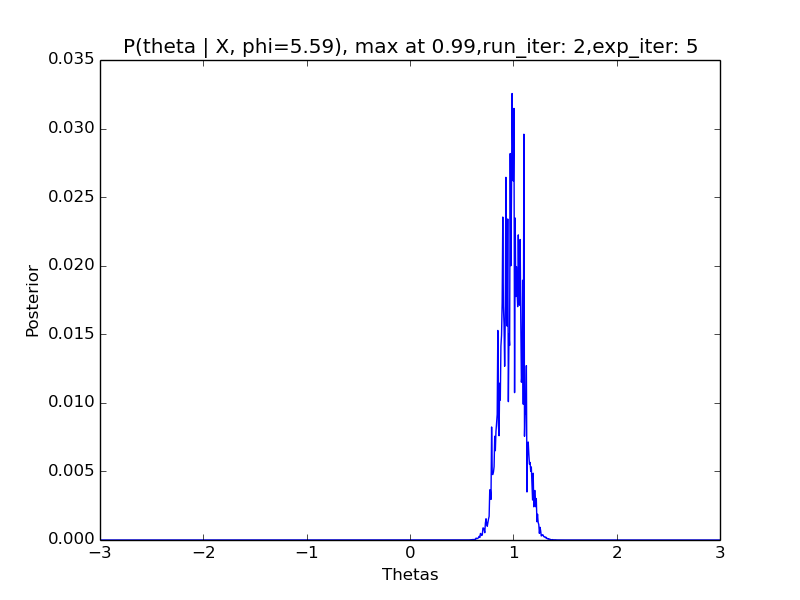 P(theta | X, phi=5.59), max at 0.99,run_iter: 2,exp_iter: 5
0.035
0.030
0.025
0.020
0.015
0.010
0.005
0.000
Posterior
−3 −2 −1 0 1 2 3
Thetas